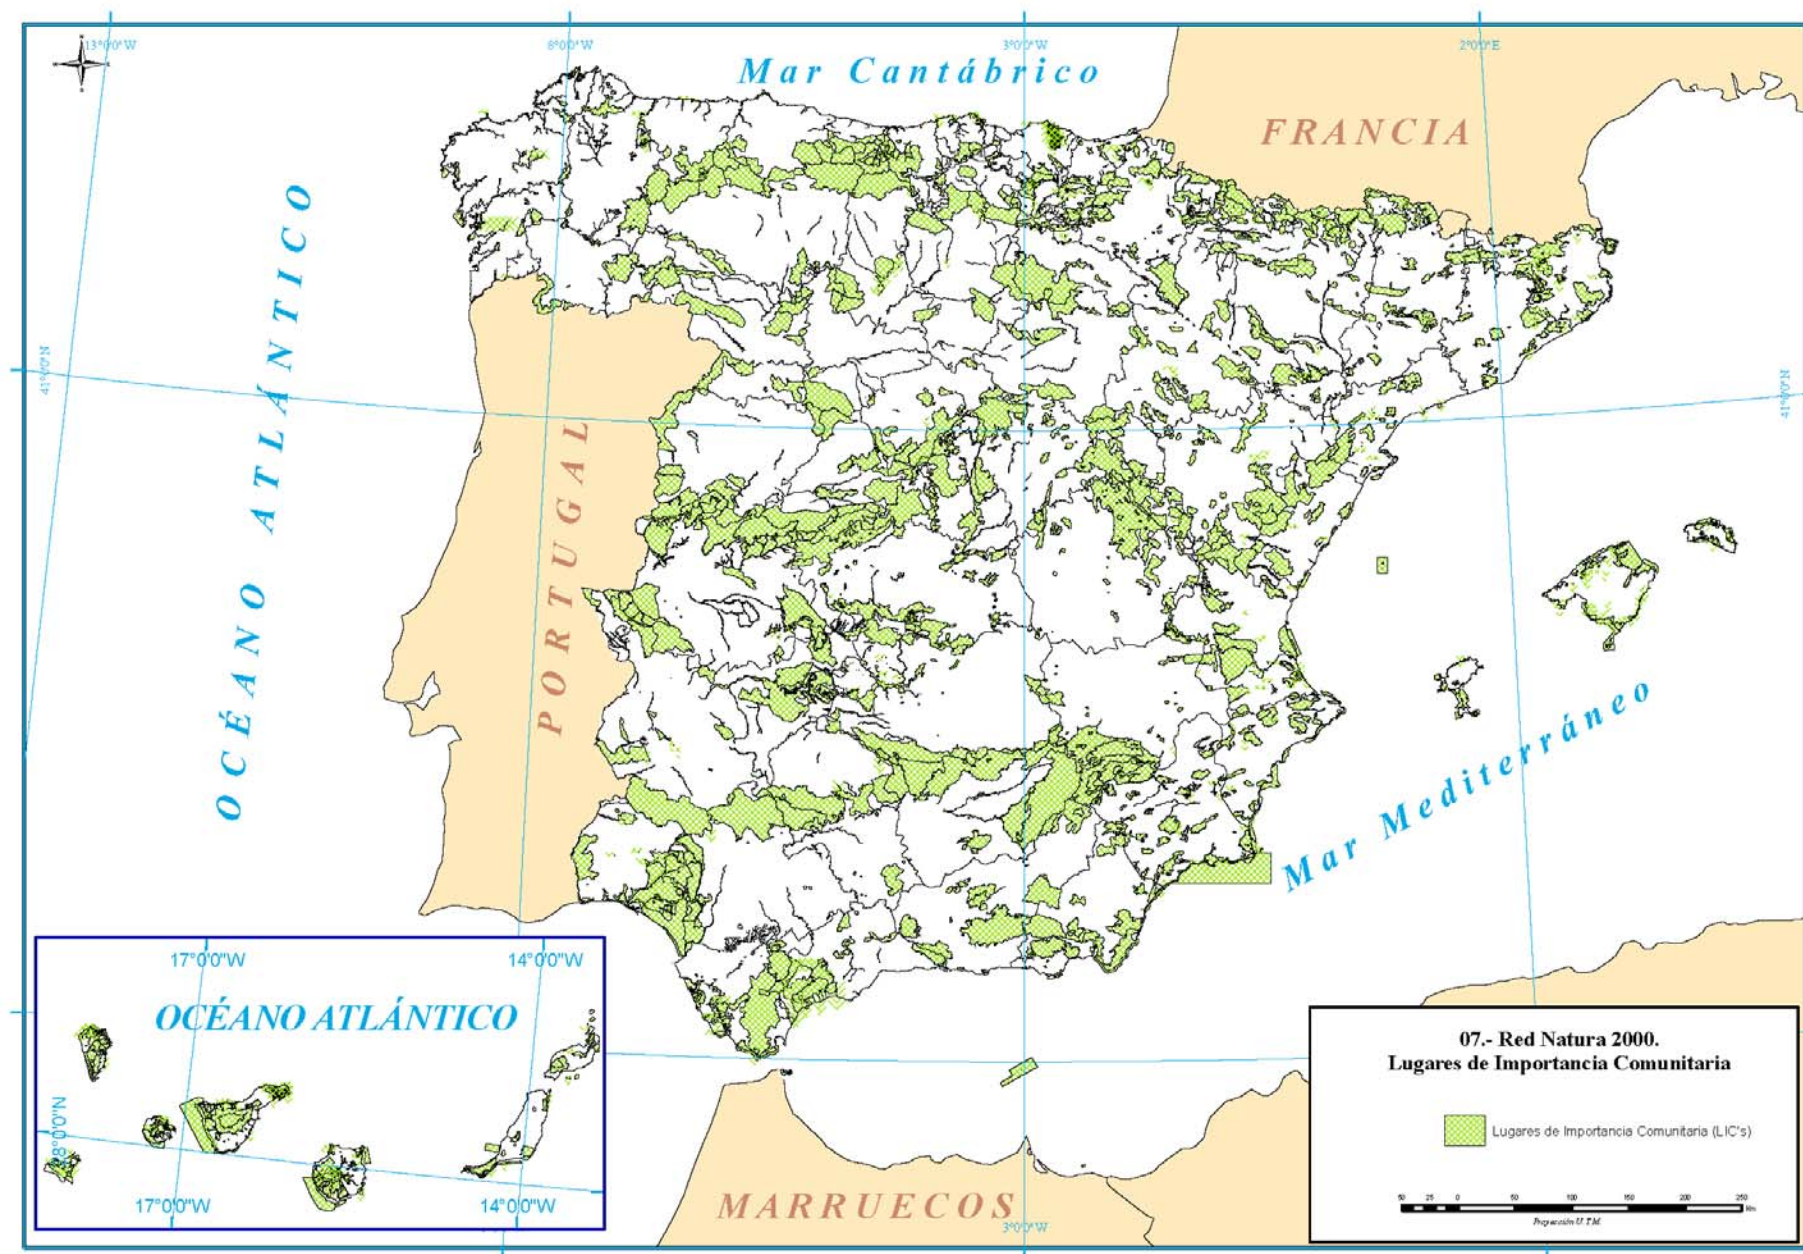 13°0'0"W
8°0'0"W
3°0'0"W
2°0'0"E
Mar Cantábrico
FRANCIA
OCÉANO ATLÁNTICO
41°0'0"N
41°0'0"N
PORTUGAL
Mar Mediterráneo
17°0'0"W
14°0'0"W
OCÉANO ATLÁNTICO
28°0'0"N
17°0'0"W
14°0'0"W
MARRUECOS
3°0'0"W
07.- Red Natura 2000.
Lugares de Importancia Comunitaria
Lugares de Importancia Comunitaria (LIC's)
50 25 0 50 100 150 200 250
Km
Proyección U.T.M.